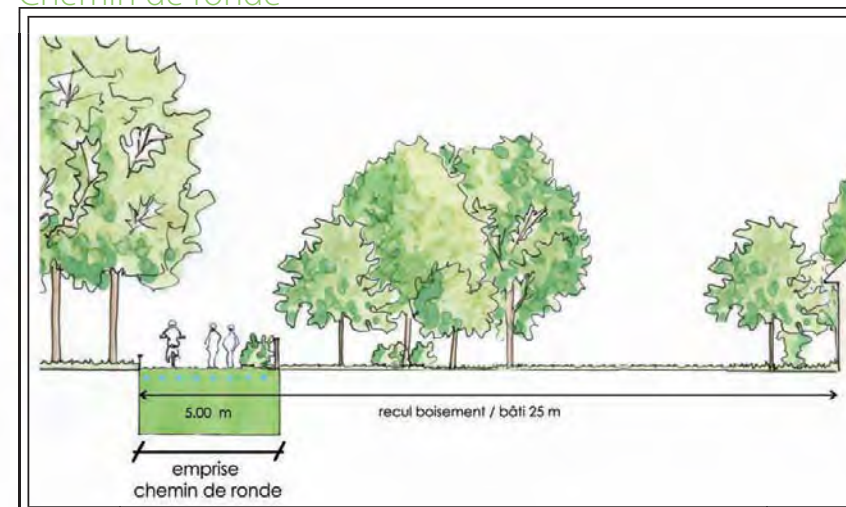 Chemin de ronde
5.00 m
recul boisement / bâti 25 m
emprise
chemin de ronde